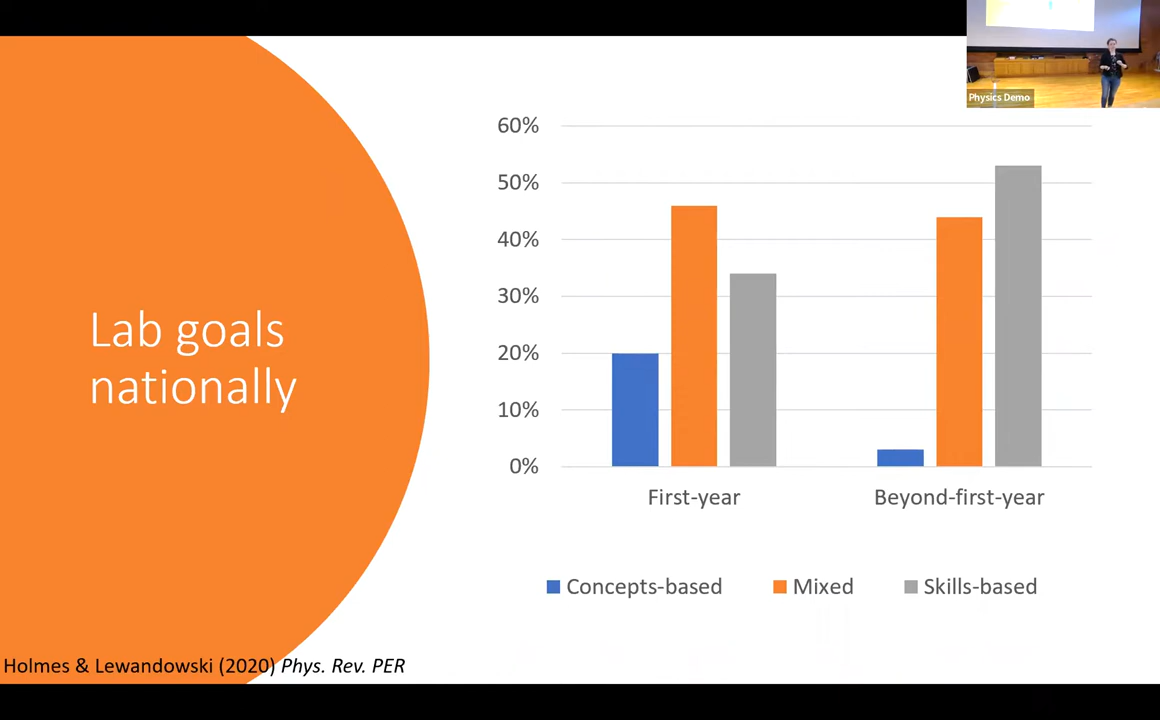 Physics Demo
Lab goals
nationally
60%
50%
40%
30%
20%
10%
0%
First-year
Beyond-first-year
Concepts-based
Mixed
Skills-based
Holmes & Lewandowski (2020) Phys. Rev. PER